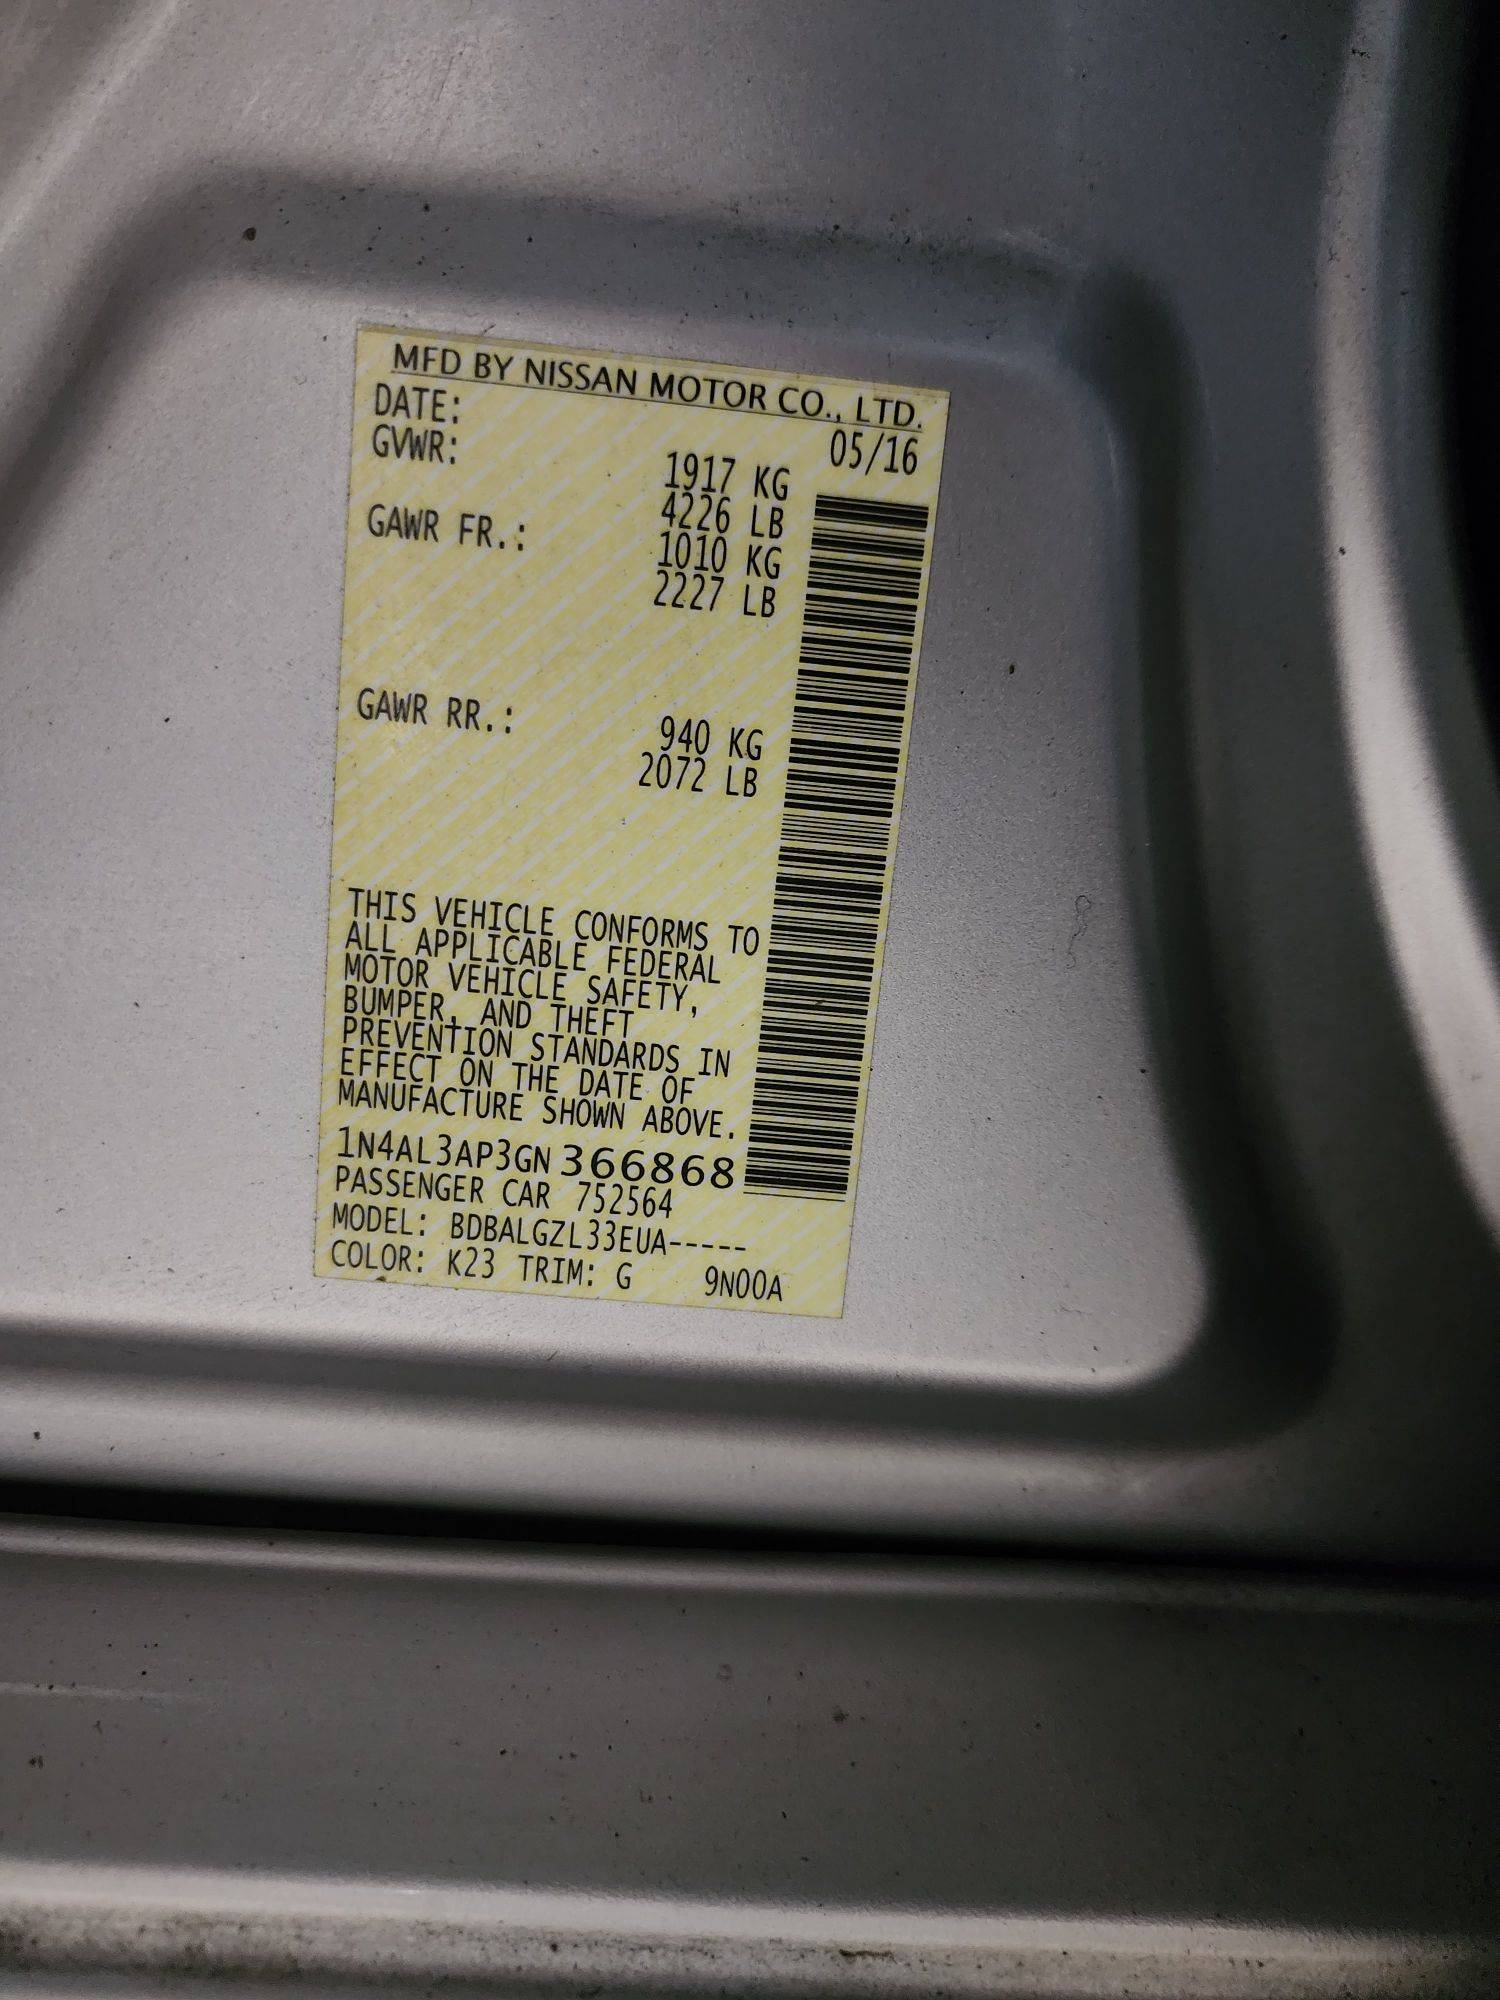 MFD BY NISSAN MOTOR CO., LTD.
DATE: 05/16
GVWR: 1917 KG
4226 LB
GAWR FR.: 1010 KG
2227 LB
GAWR RR.: 940 KG
2072 LB
THIS VEHICLE CONFORMS TO
ALL APPLICABLE FEDERAL
MOTOR VEHICLE SAFETY,
BUMPER, AND THEFT
PREVENTION STANDARDS IN
EFFECT ON THE DATE OF
MANUFACTURE SHOWN ABOVE.
1N4AL3AP3GN366868
PASSENGER CAR 752564
MODEL: BDBALGZL33EUA-----
COLOR: K23 TRIM: G 9N00A